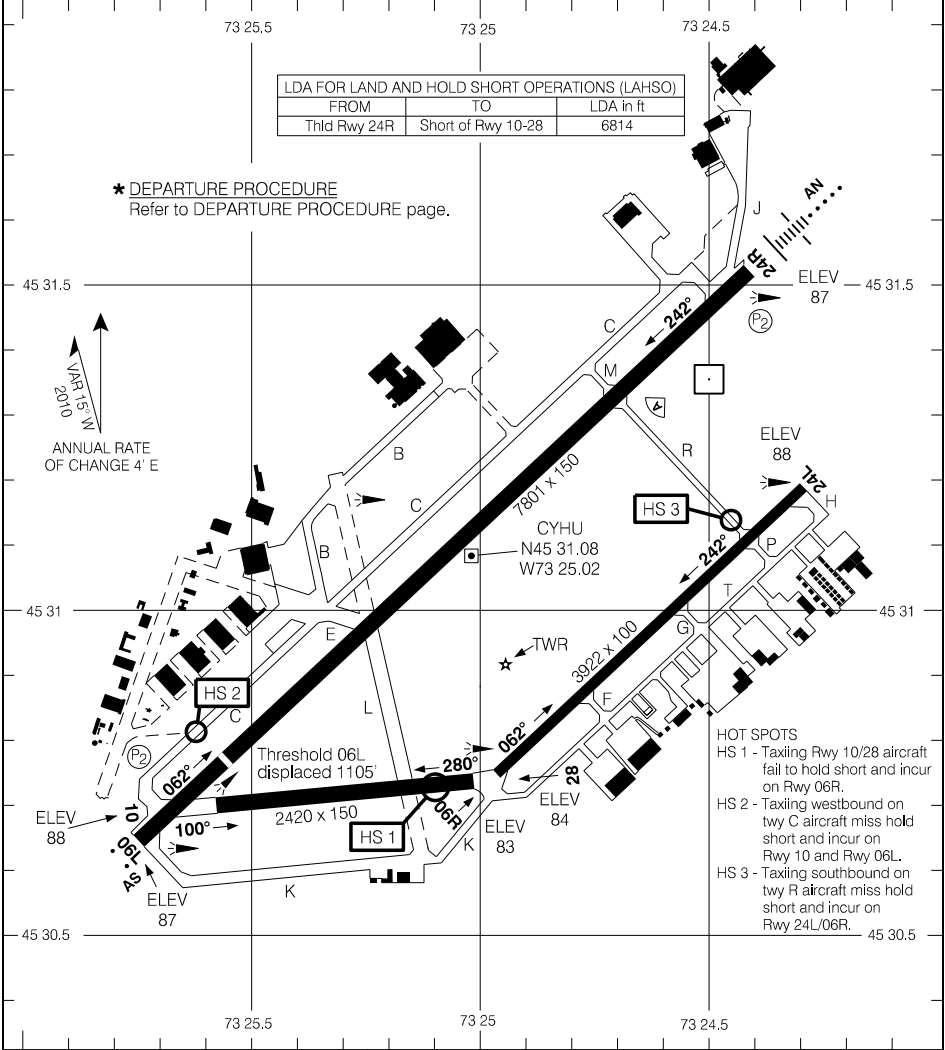 73 25.5
73 25
73 24.5
LDA FOR LAND AND HOLD SHORT OPERATIONS (LAHSO)
FROM TO LDA in ft
Thld Rwy 24R Short of Rwy 10-28 6814
* DEPARTURE PROCEDURE
Refer to DEPARTURE PROCEDURE page.
AN
J
24R
ELEV
87
45 31.5
45 31.5
P2
242°
C
M
A
R
VAR 15° W
2010
ANNUAL RATE
OF CHANGE 4' E
B
C
7801 x 150
ELEV
88
24L
H
HS 3
CYHU
N45 31.08
W73 25.02
B
242°
P
T
45 31
45 31
E
G
TWR
3922 x 100
HS 2
C
L
F
P2
062°
Threshold 06L
displaced 1105'
280°
062°
28
ELEV
84
10
ELEV
88
100°
2420 x 150
HS 1
06R
ELEV
83
K
06L
AS
ELEV
87
K
HOT SPOTS
HS 1 - Taxiing Rwy 10/28 aircraft
fail to hold short and incur
on Rwy 06R.
HS 2 - Taxiing westbound on
twy C aircraft miss hold
short and incur on
Rwy 10 and Rwy 06L.
HS 3 - Taxiing southbound on
twy R aircraft miss hold
short and incur on
Rwy 24L/06R.
45 30.5
45 30.5
73 25.5
73 25
73 24.5